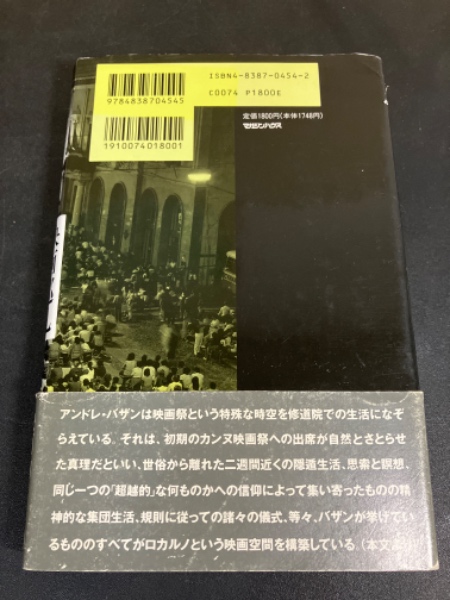 ISBN4-8387-0454-2
C0074 P1800E
9784838704545
定価1800円(本体1748円)
マガジンハウス
1910074018001
アンドレ・バザンは映画祭という特殊な時空を修道院での生活になぞ
らえている。それは、初期のカンヌ映画祭への出席が自然とさとらせ
た真理だといい、世俗から離れた二週間近くの隠遁生活、思索と瞑想、
同じ一つの「超越的」な何ものかへの信仰によって集い寄ったものの精
神的な集団生活、規則に従っての諸々の儀式、等々、バザンが挙げてい
るもののすべてがロカルノという映画空間を構築している。(本文より)